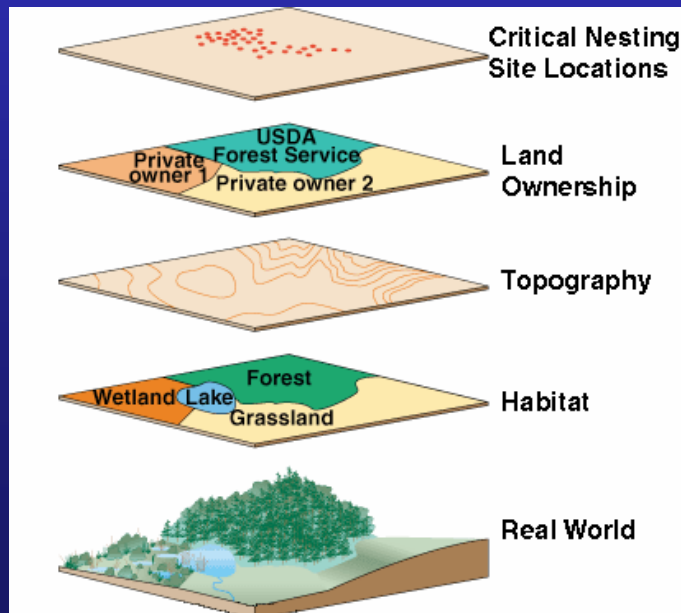 Critical Nesting
Site Locations
USDA
Forest Service
Private
owner 1
Private owner 2
Land
Ownership
Topography
Forest
Wetland
Lake
Grassland
Habitat
Real World